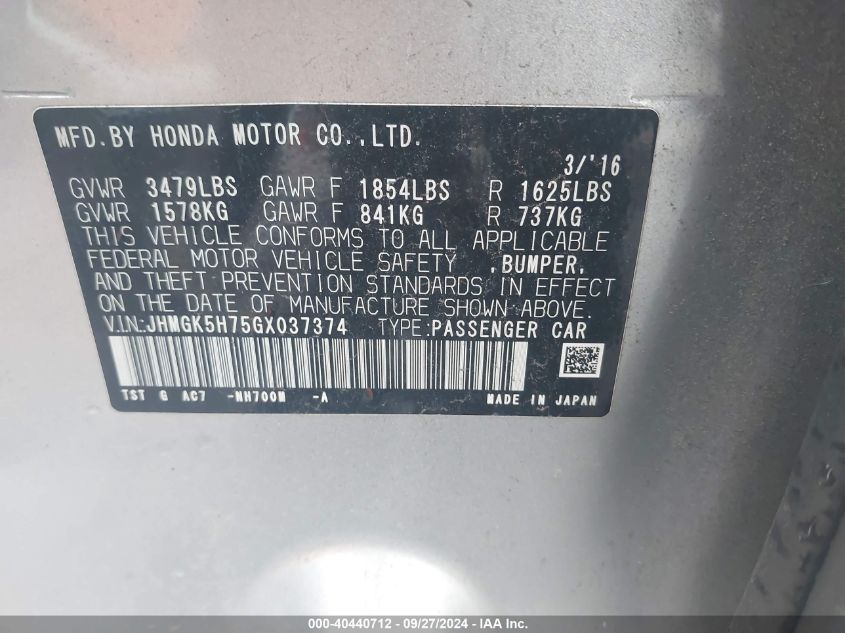 MFD.BY HONDA MOTOR CO.,LTD.
3/'16
GVWR 3479LBS GAWR F 1854LBS R 1625LBS
GVWR 1578KG GAWR F 841KG R 737KG
THIS VEHICLE CONFORMS TO ALL APPLICABLE
FEDERAL MOTOR VEHICLE SAFETY ,BUMPER,
AND THEFT PREVENTION STANDARDS IN EFFECT
ON THE DATE OF MANUFACTURE SHOWN ABOVE.
V.I.N:JHMGK5H75GX037374 TYPE:PASSENGER CAR
TST G AC7 -NH700M -A MADE IN JAPAN
000-40440712 - 09/27/2024 - IAA Inc.